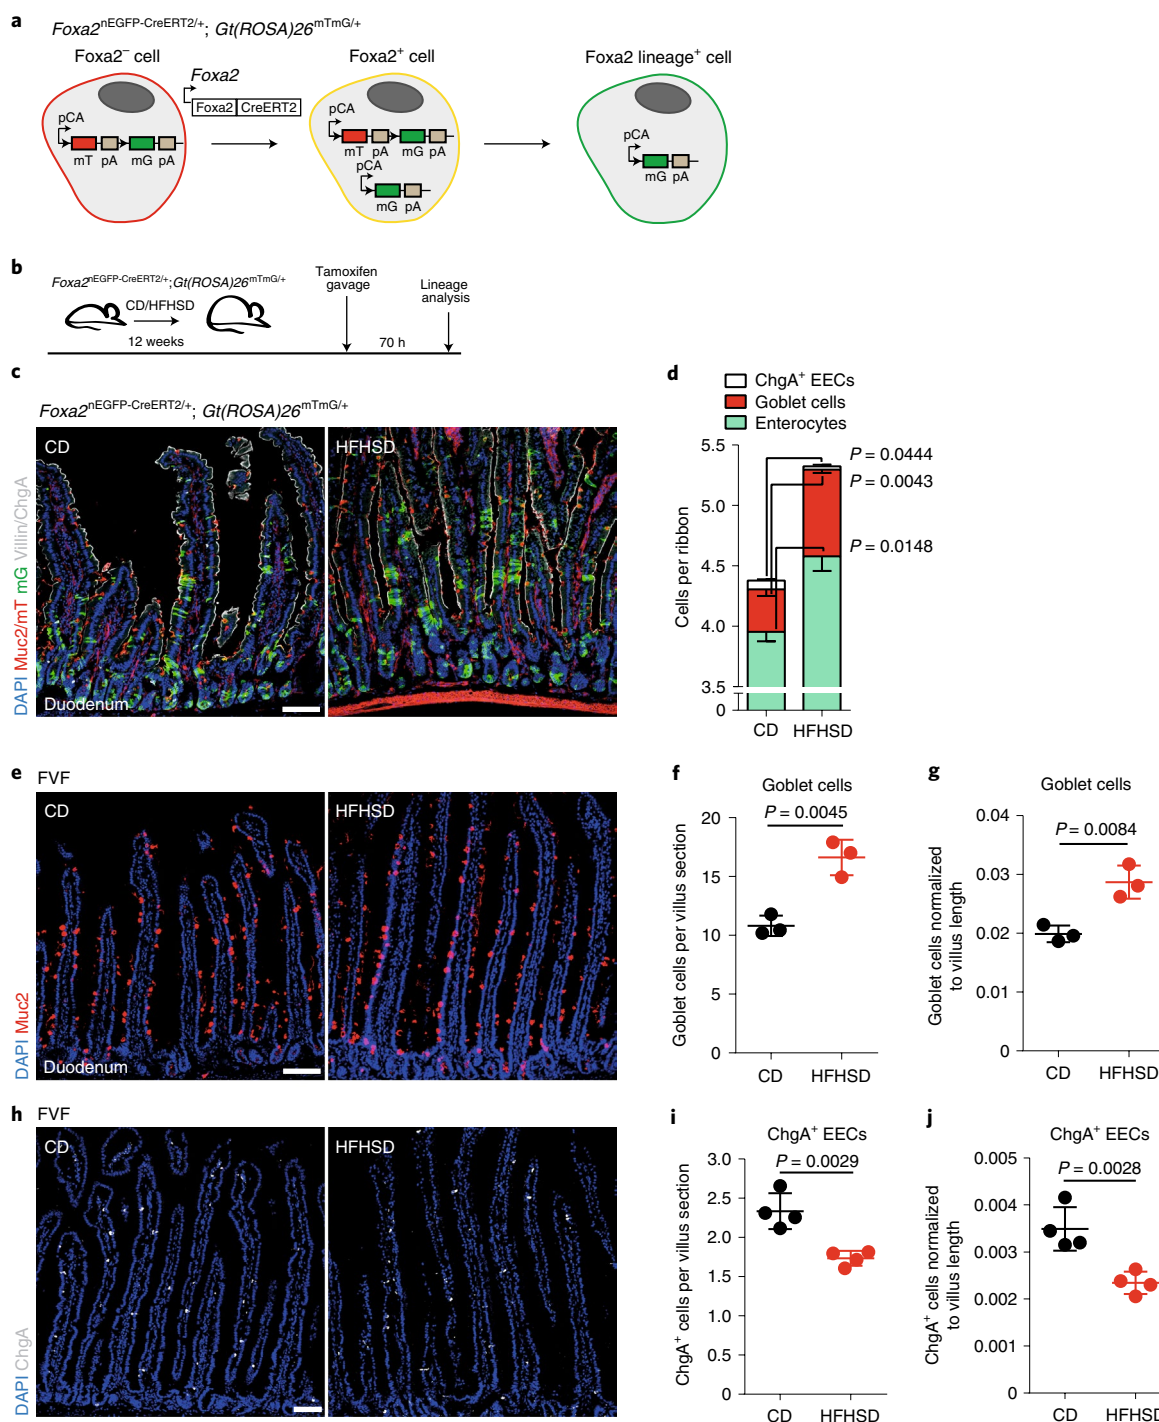 a
Foxa2nEGFP-CreERT2/+; Gt(ROSA)26mTmG/+
Foxa2− cell
Foxa2+ cell
Foxa2 lineage+ cell
Foxa2
Foxa2 CreERT2
pCA
mT pA mG pA
pCA
mT pA mG pA
pCA
mG pA
pCA
mG pA
b
Foxa2nEGFP-CreERT2/+;Gt(ROSA)26mTmG/+
CD/HFHSD
12 weeks
Tamoxifen
gavage
70 h
Lineage
analysis
c
Foxa2nEGFP-CreERT2/+; Gt(ROSA)26mTmG/+
DAPI Muc2/mT mG Villin/ChgA
CD
HFHSD
Duodenum
d
ChgA+ EECs
Goblet cells
Enterocytes
Cells per ribbon
5.5
5.0
4.5
4.0
3.5
0
P = 0.0444
P = 0.0043
P = 0.0148
CD HFHSD
e
FVF
DAPI Muc2
CD
HFHSD
Duodenum
f
Goblet cells
P = 0.0045
Goblet cells per villus section
20
15
10
5
0
CD HFHSD
g
Goblet cells
P = 0.0084
Goblet cells normalized
to villus length
0.04
0.03
0.02
0.01
0
CD HFHSD
h
FVF
DAPI ChgA
CD
HFHSD
i
ChgA+ EECs
P = 0.0029
ChgA+ cells per villus section
3.0
2.5
2.0
1.5
1.0
0.5
0
CD HFHSD
j
ChgA+ EECs
P = 0.0028
ChgA+ cells normalized
to villus length
0.005
0.004
0.003
0.002
0.001
0
CD HFHSD